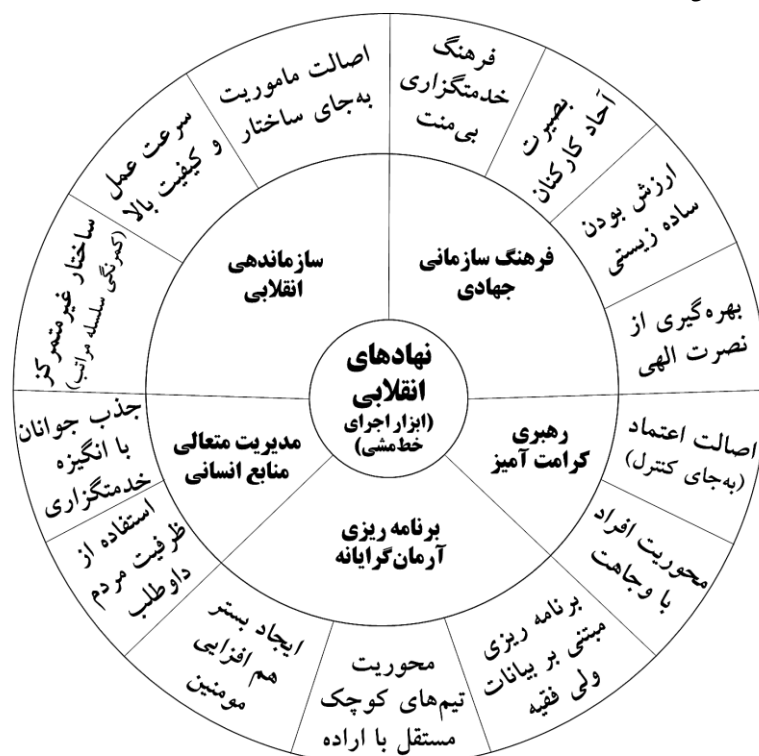 نهادهای
انقلابی
(ابزار اجرای
خط‌مشی)
فرهنگ سازمانی
جهادی
رهبری
کرامت آمیز
برنامه ریزی
آرمان‌گرایانه
مدیریت متعالی
منابع انسانی
سازماندهی
انقلابی
فرهنگ
خدمتگزاری
بی‌منت
بصیرت
آحاد کارکنان
ارزش بودن
ساده زیستی
بهره‌گیری از
نصرت الهی
اصالت اعتماد
(به‌جای کنترل)
محوریت افراد
با وجاهت
برنامه ریزی
مبتنی بر بیانات
ولی فقیه
محوریت
تیم‌های کوچک
مستقل با اراده
ایجاد بستر
هم افزایی
مومنین
استفاده از
ظرفیت مردم
داوطلب
جذب جوانان
با انگیزه
خدمتگزاری
ساختار غیرمتمرکز
(کمرنگی سلسله مراتب)
سرعت عمل
و کیفیت بالا
اصالت ماموریت
به‌جای ساختار